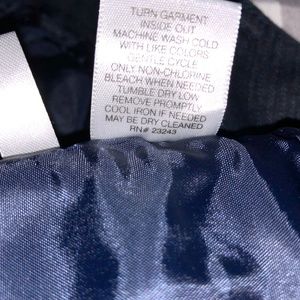 TURN GARMENT
INSIDE OUT
MACHINE WASH COLD
WITH LIKE COLORS
GENTLE CYCLE
ONLY NON-CHLORINE
BLEACH WHEN NEEDED
TUMBLE DRY LOW
REMOVE PROMPTLY
COOL IRON IF NEEDED
MAY BE DRY CLEANED
RN# 23243